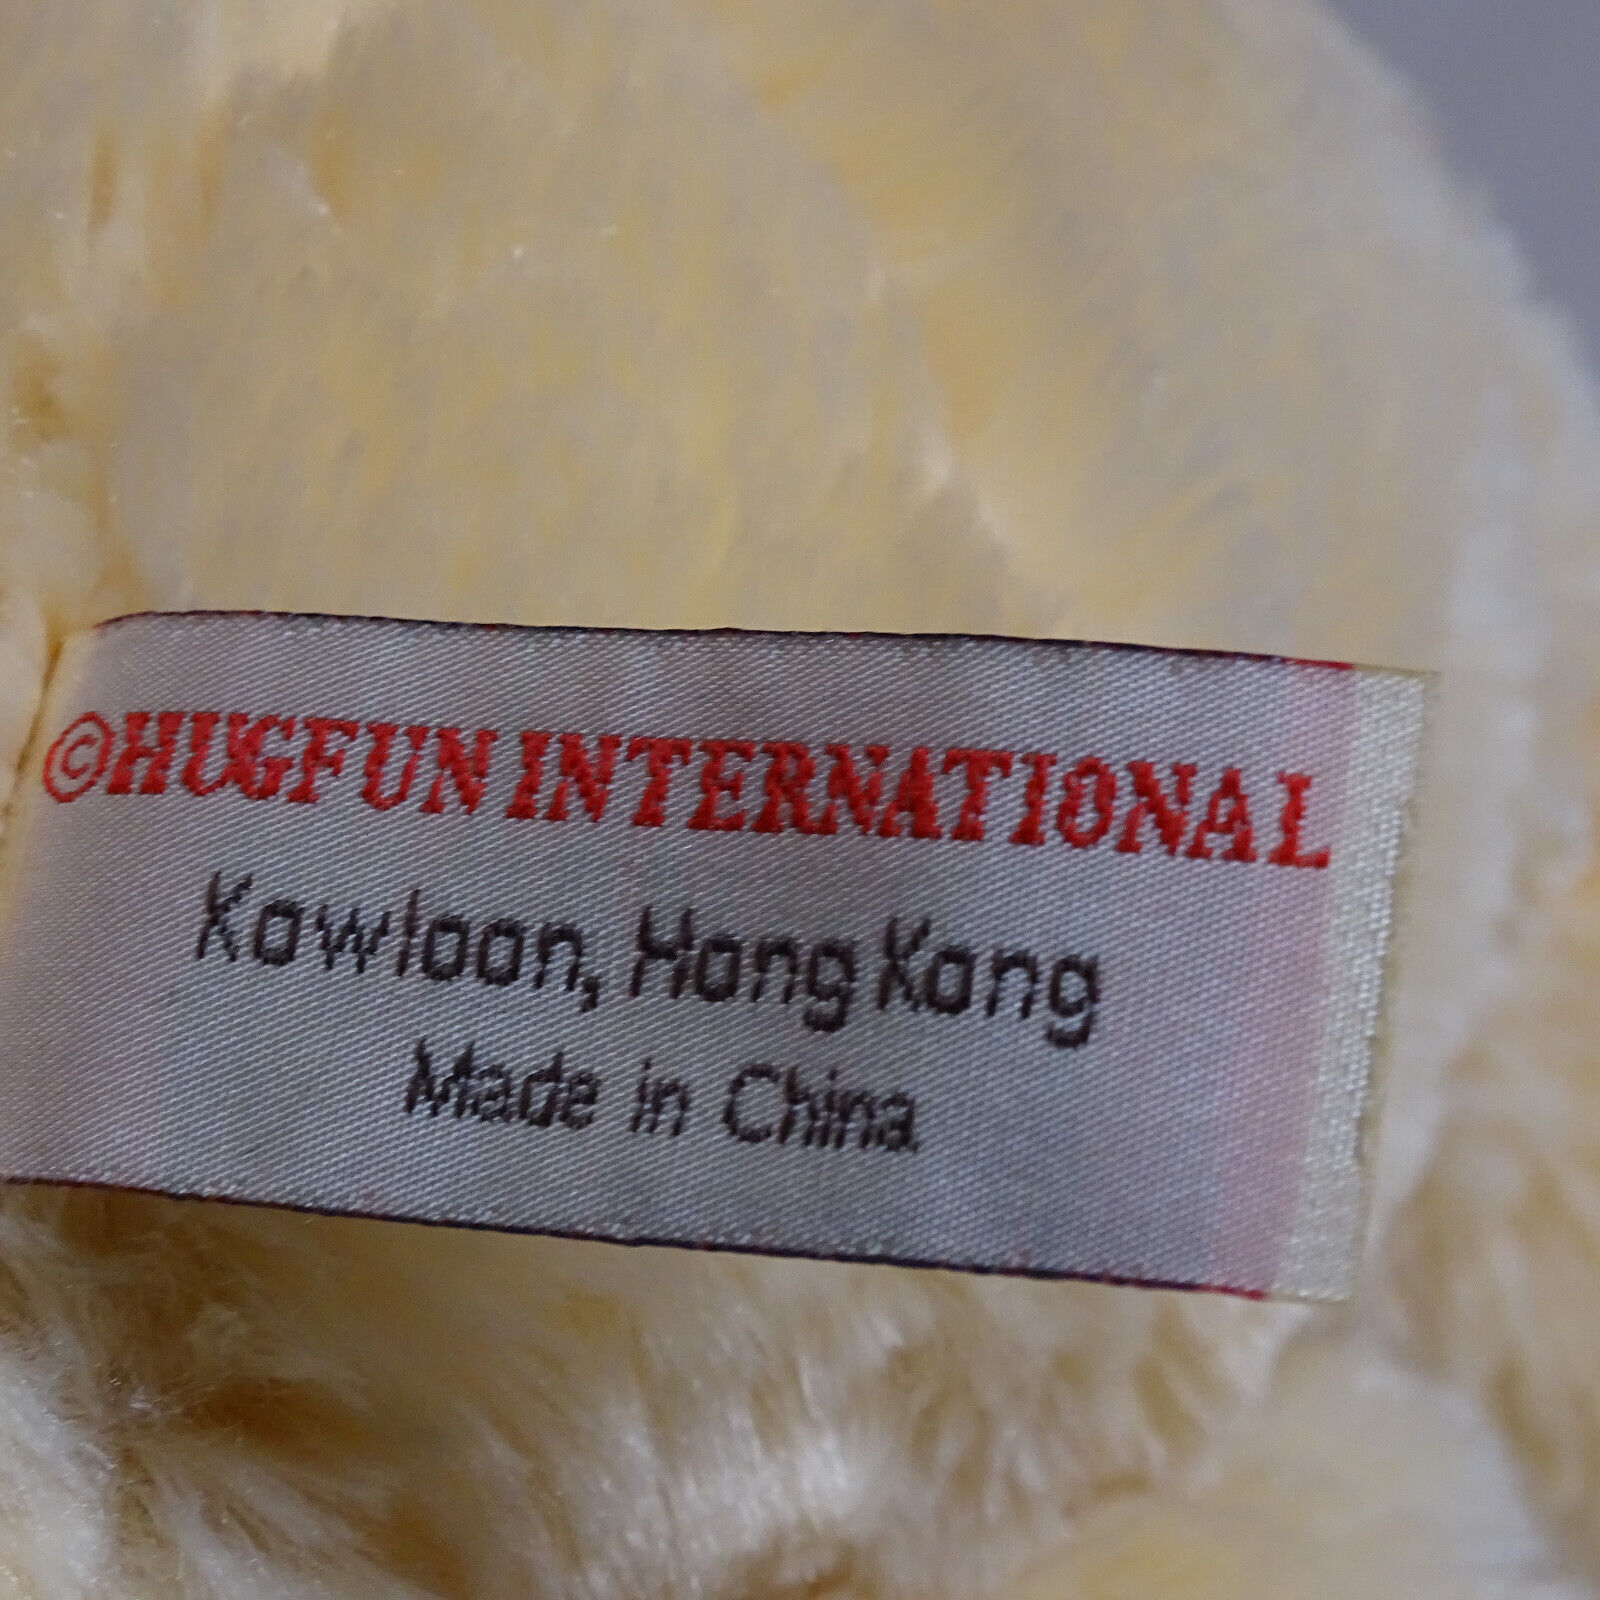 ©HUGFUN INTERNATIONAL
Kowloon, Hong Kong
Made in China